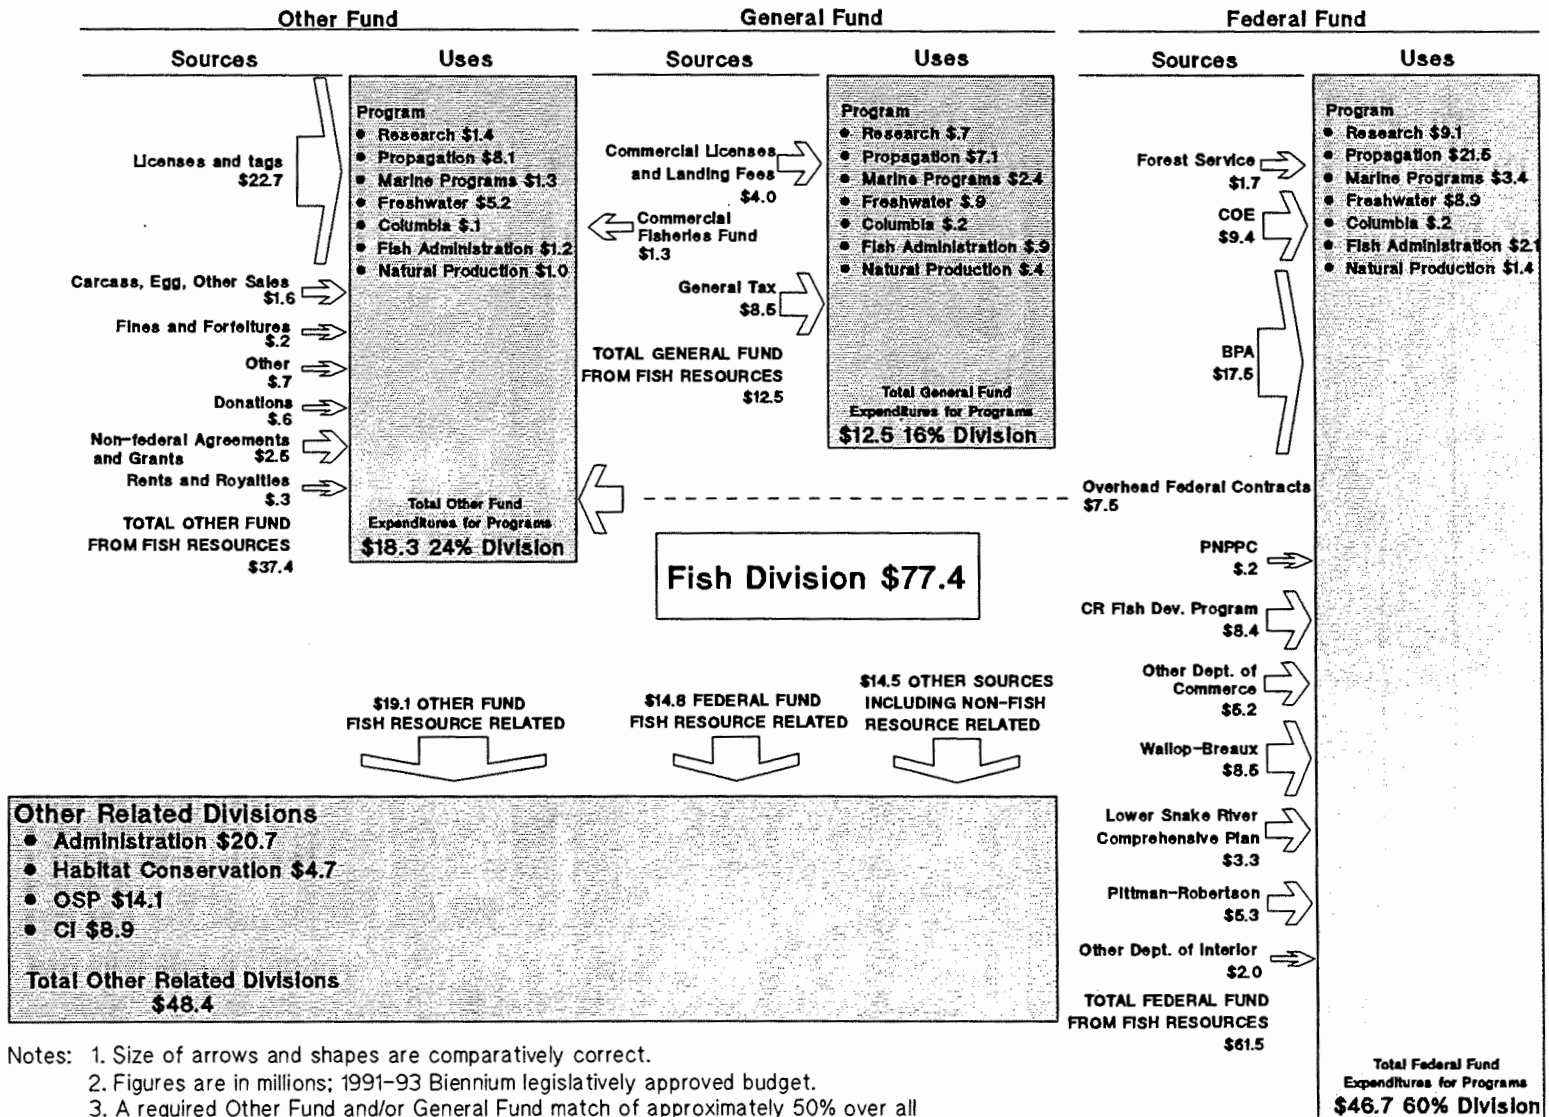 Other Fund
General Fund
Federal Fund
Sources
Uses
Sources
Uses
Sources
Uses
Licenses and tags
$22.7
Carcass, Egg, Other Sales
$1.6
Fines and Forfeitures
$.2
Other
$.7
Donations
$.6
Non-federal Agreements
and Grants $2.5
Rents and Royalties
$.3
TOTAL OTHER FUND
FROM FISH RESOURCES
$37.4
Program
• Research $1.4
• Propagation $8.1
• Marine Programs $1.3
• Freshwater $5.2
• Columbia $.1
• Fish Administration $1.2
• Natural Production $1.0
Total Other Fund
Expenditures for Programs
$18.3 24% Division
Commercial Licenses
and Landing Fees
$4.0
Commercial
Fisheries Fund
$1.3
General Tax
$8.5
TOTAL GENERAL FUND
FROM FISH RESOURCES
$12.5
Program
• Research $.7
• Propagation $7.1
• Marine Programs $2.4
• Freshwater $.9
• Columbia $.2
• Fish Administration $.9
• Natural Production $.4
Total General Fund
Expenditures for Programs
$12.5 16% Division
Forest Service
$1.7
COE
$9.4
BPA
$17.5
Overhead Federal Contracts
$7.5
PNPPC
$.2
CR Fish Dev. Program
$8.4
Other Dept. of
Commerce
$5.2
Wallop-Breaux
$8.5
Lower Snake River
Comprehensive Plan
$3.3
Pittman-Robertson
$5.3
Other Dept. of Interior
$2.0
TOTAL FEDERAL FUND
FROM FISH RESOURCES
$61.5
Program
• Research $9.1
• Propagation $21.5
• Marine Programs $3.4
• Freshwater $8.9
• Columbia $.2
• Fish Administration $2.1
• Natural Production $1.4
Total Federal Fund
Expenditures for Programs
$46.7 60% Division
Fish Division $77.4
$19.1 OTHER FUND
FISH RESOURCE RELATED
$14.8 FEDERAL FUND
FISH RESOURCE RELATED
$14.5 OTHER SOURCES
INCLUDING NON-FISH
RESOURCE RELATED
Other Related Divisions
• Administration $20.7
• Habitat Conservation $4.7
• OSP $14.1
• CI $8.9
Total Other Related Divisions
$48.4
Notes: 1. Size of arrows and shapes are comparatively correct.
2. Figures are in millions; 1991-93 Biennium legislatively approved budget.
3. A required Other Fund and/or General Fund match of approximately 50% over all